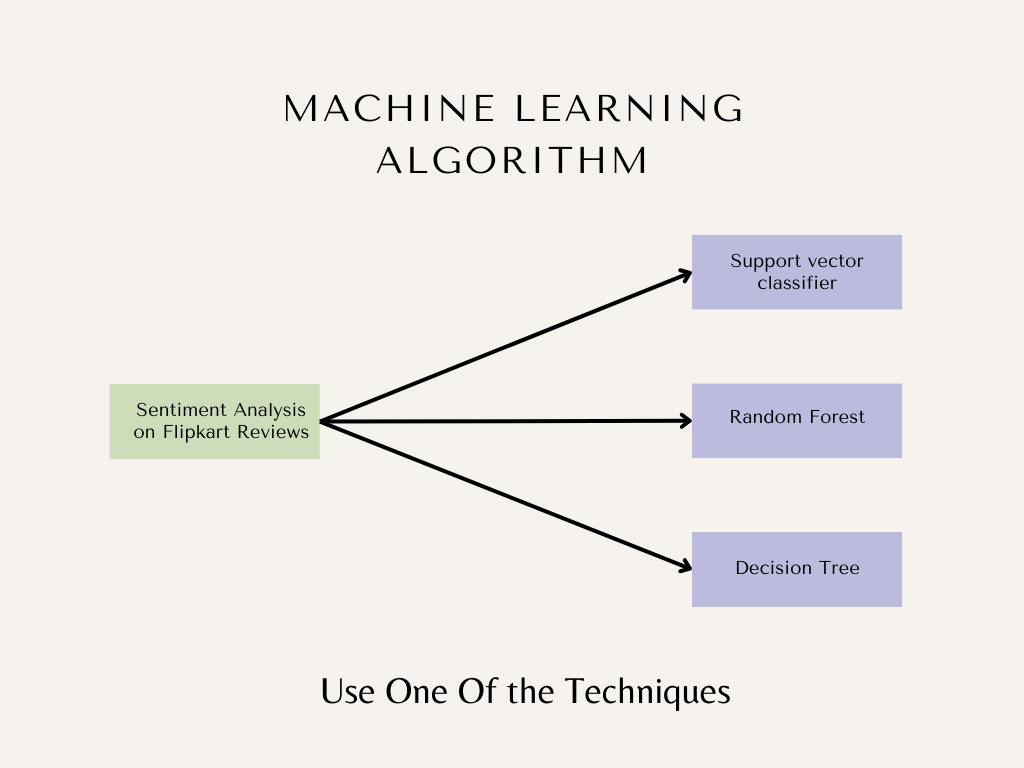 MACHINE LEARNING
ALGORITHM
Support vector
classifier
Sentiment Analysis
on Flipkart Reviews
Random Forest
Decision Tree
Use One Of the Techniques